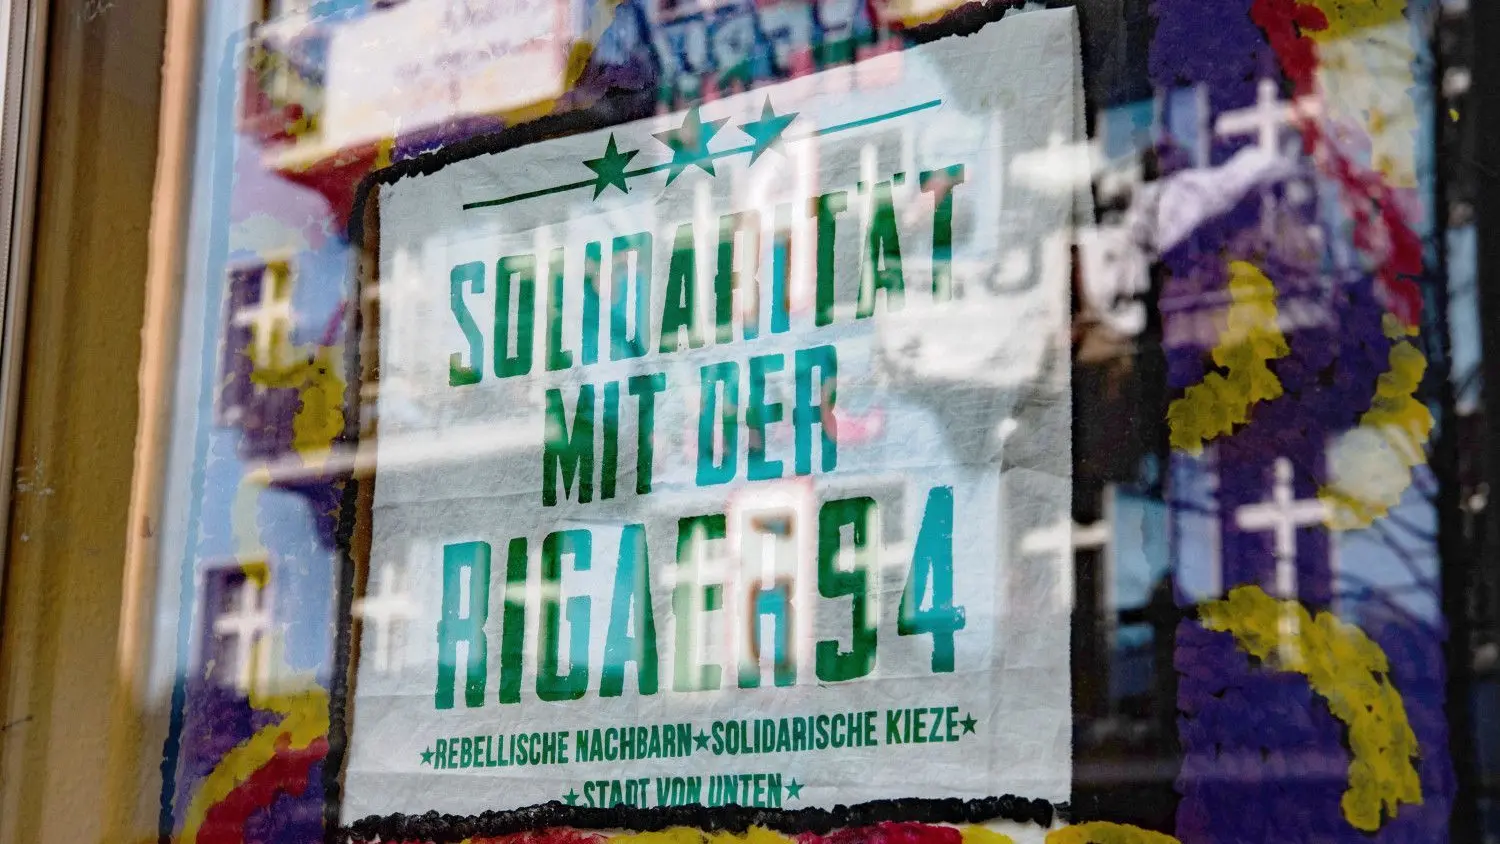 SOLIDARITÄT
MIT DER
RIGAER94
★REBELLISCHE NACHBARN★SOLIDARISCHE KIEZE★
★STADT VON UNTEN★